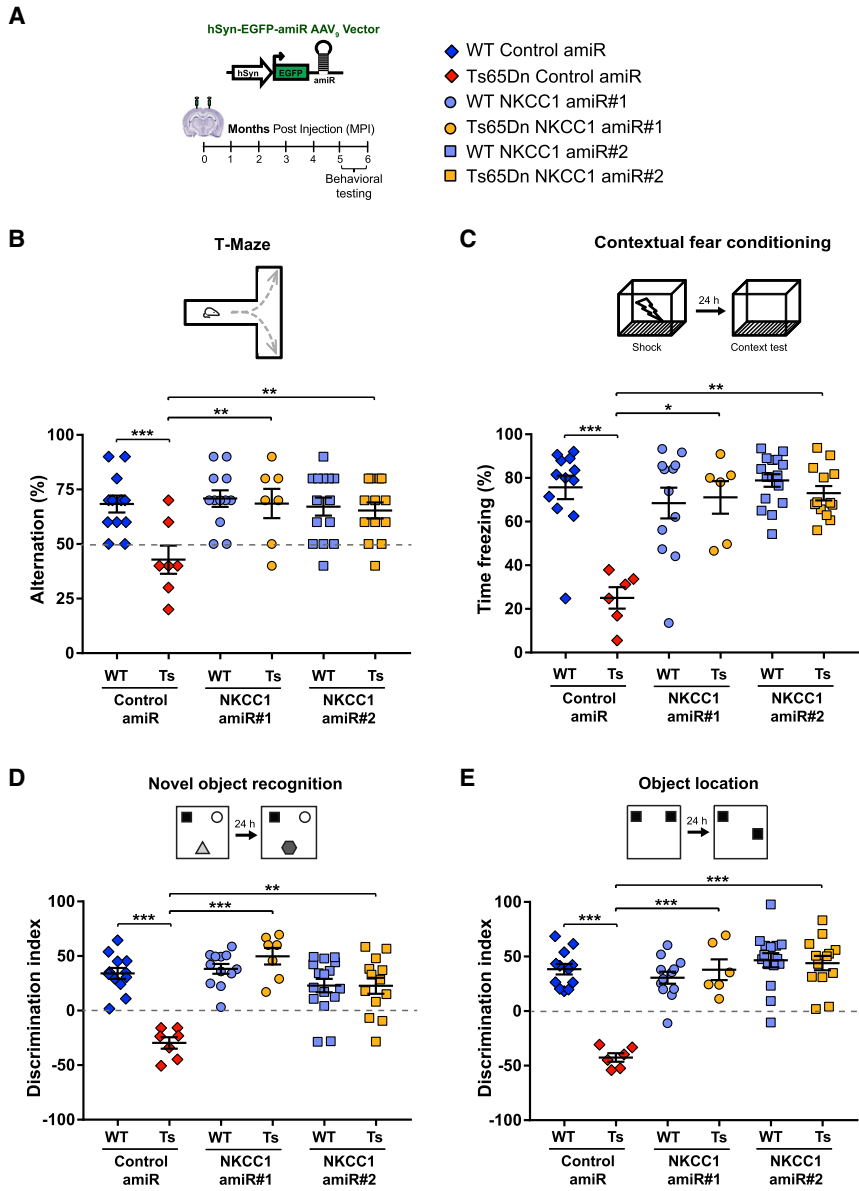 A
hSyn-EGFP-amiR AAV9 Vector
hSyn
EGFP
amiR
Months Post Injection (MPI)
0 1 2 3 4 5 6
Behavioral
testing
WT Control amiR
Ts65Dn Control amiR
WT NKCC1 amiR#1
Ts65Dn NKCC1 amiR#1
WT NKCC1 amiR#2
Ts65Dn NKCC1 amiR#2
B
T-Maze
**
**
***
Alternation (%)
100
75
50
25
0
WT Ts WT Ts WT Ts
Control NKCC1 NKCC1
amiR amiR#1 amiR#2
C
Contextual fear conditioning
24 h
Shock Context test
**
*
***
Time freezing (%)
100
80
60
40
20
0
WT Ts WT Ts WT Ts
Control NKCC1 NKCC1
amiR amiR#1 amiR#2
D
Novel object recognition
24 h
**
***
***
Discrimination index
100
50
0
-50
-100
WT Ts WT Ts WT Ts
Control NKCC1 NKCC1
amiR amiR#1 amiR#2
E
Object location
24 h
***
***
***
Discrimination index
100
50
0
-50
-100
WT Ts WT Ts WT Ts
Control NKCC1 NKCC1
amiR amiR#1 amiR#2